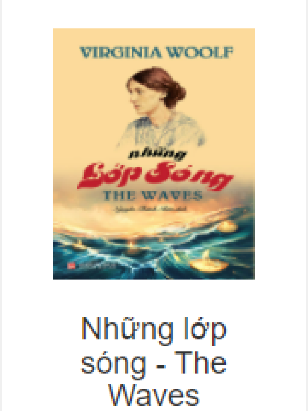 VIRGINIA WOOLF
những
Lớp Sóng
THE WAVES
Những lớp
sóng - The
Waves